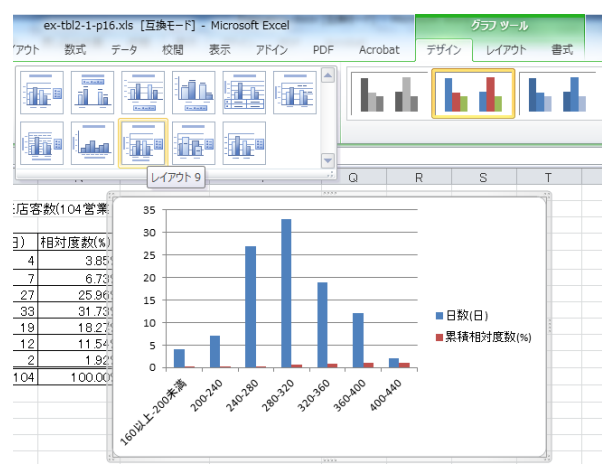 ex-tbl2-1-p16.xls [互換モード] - Microsoft Excel
グラフ ツール
アウト 数式 データ 校閲 表示 アドイン PDF Acrobat デザイン レイアウト 書式
レイアウト 9
Q R S T
店客数(104営業
日) 相対度数(%)
4 3.85
7 6.73
27 25.96
33 31.73
19 18.27
12 11.54
2 1.92
104 100.00
35
30
25
20
15
10
5
0
160以上-200未満
200-240
240-280
280-320
320-360
360-400
400-440
日数(日)
累積相対度数(%)